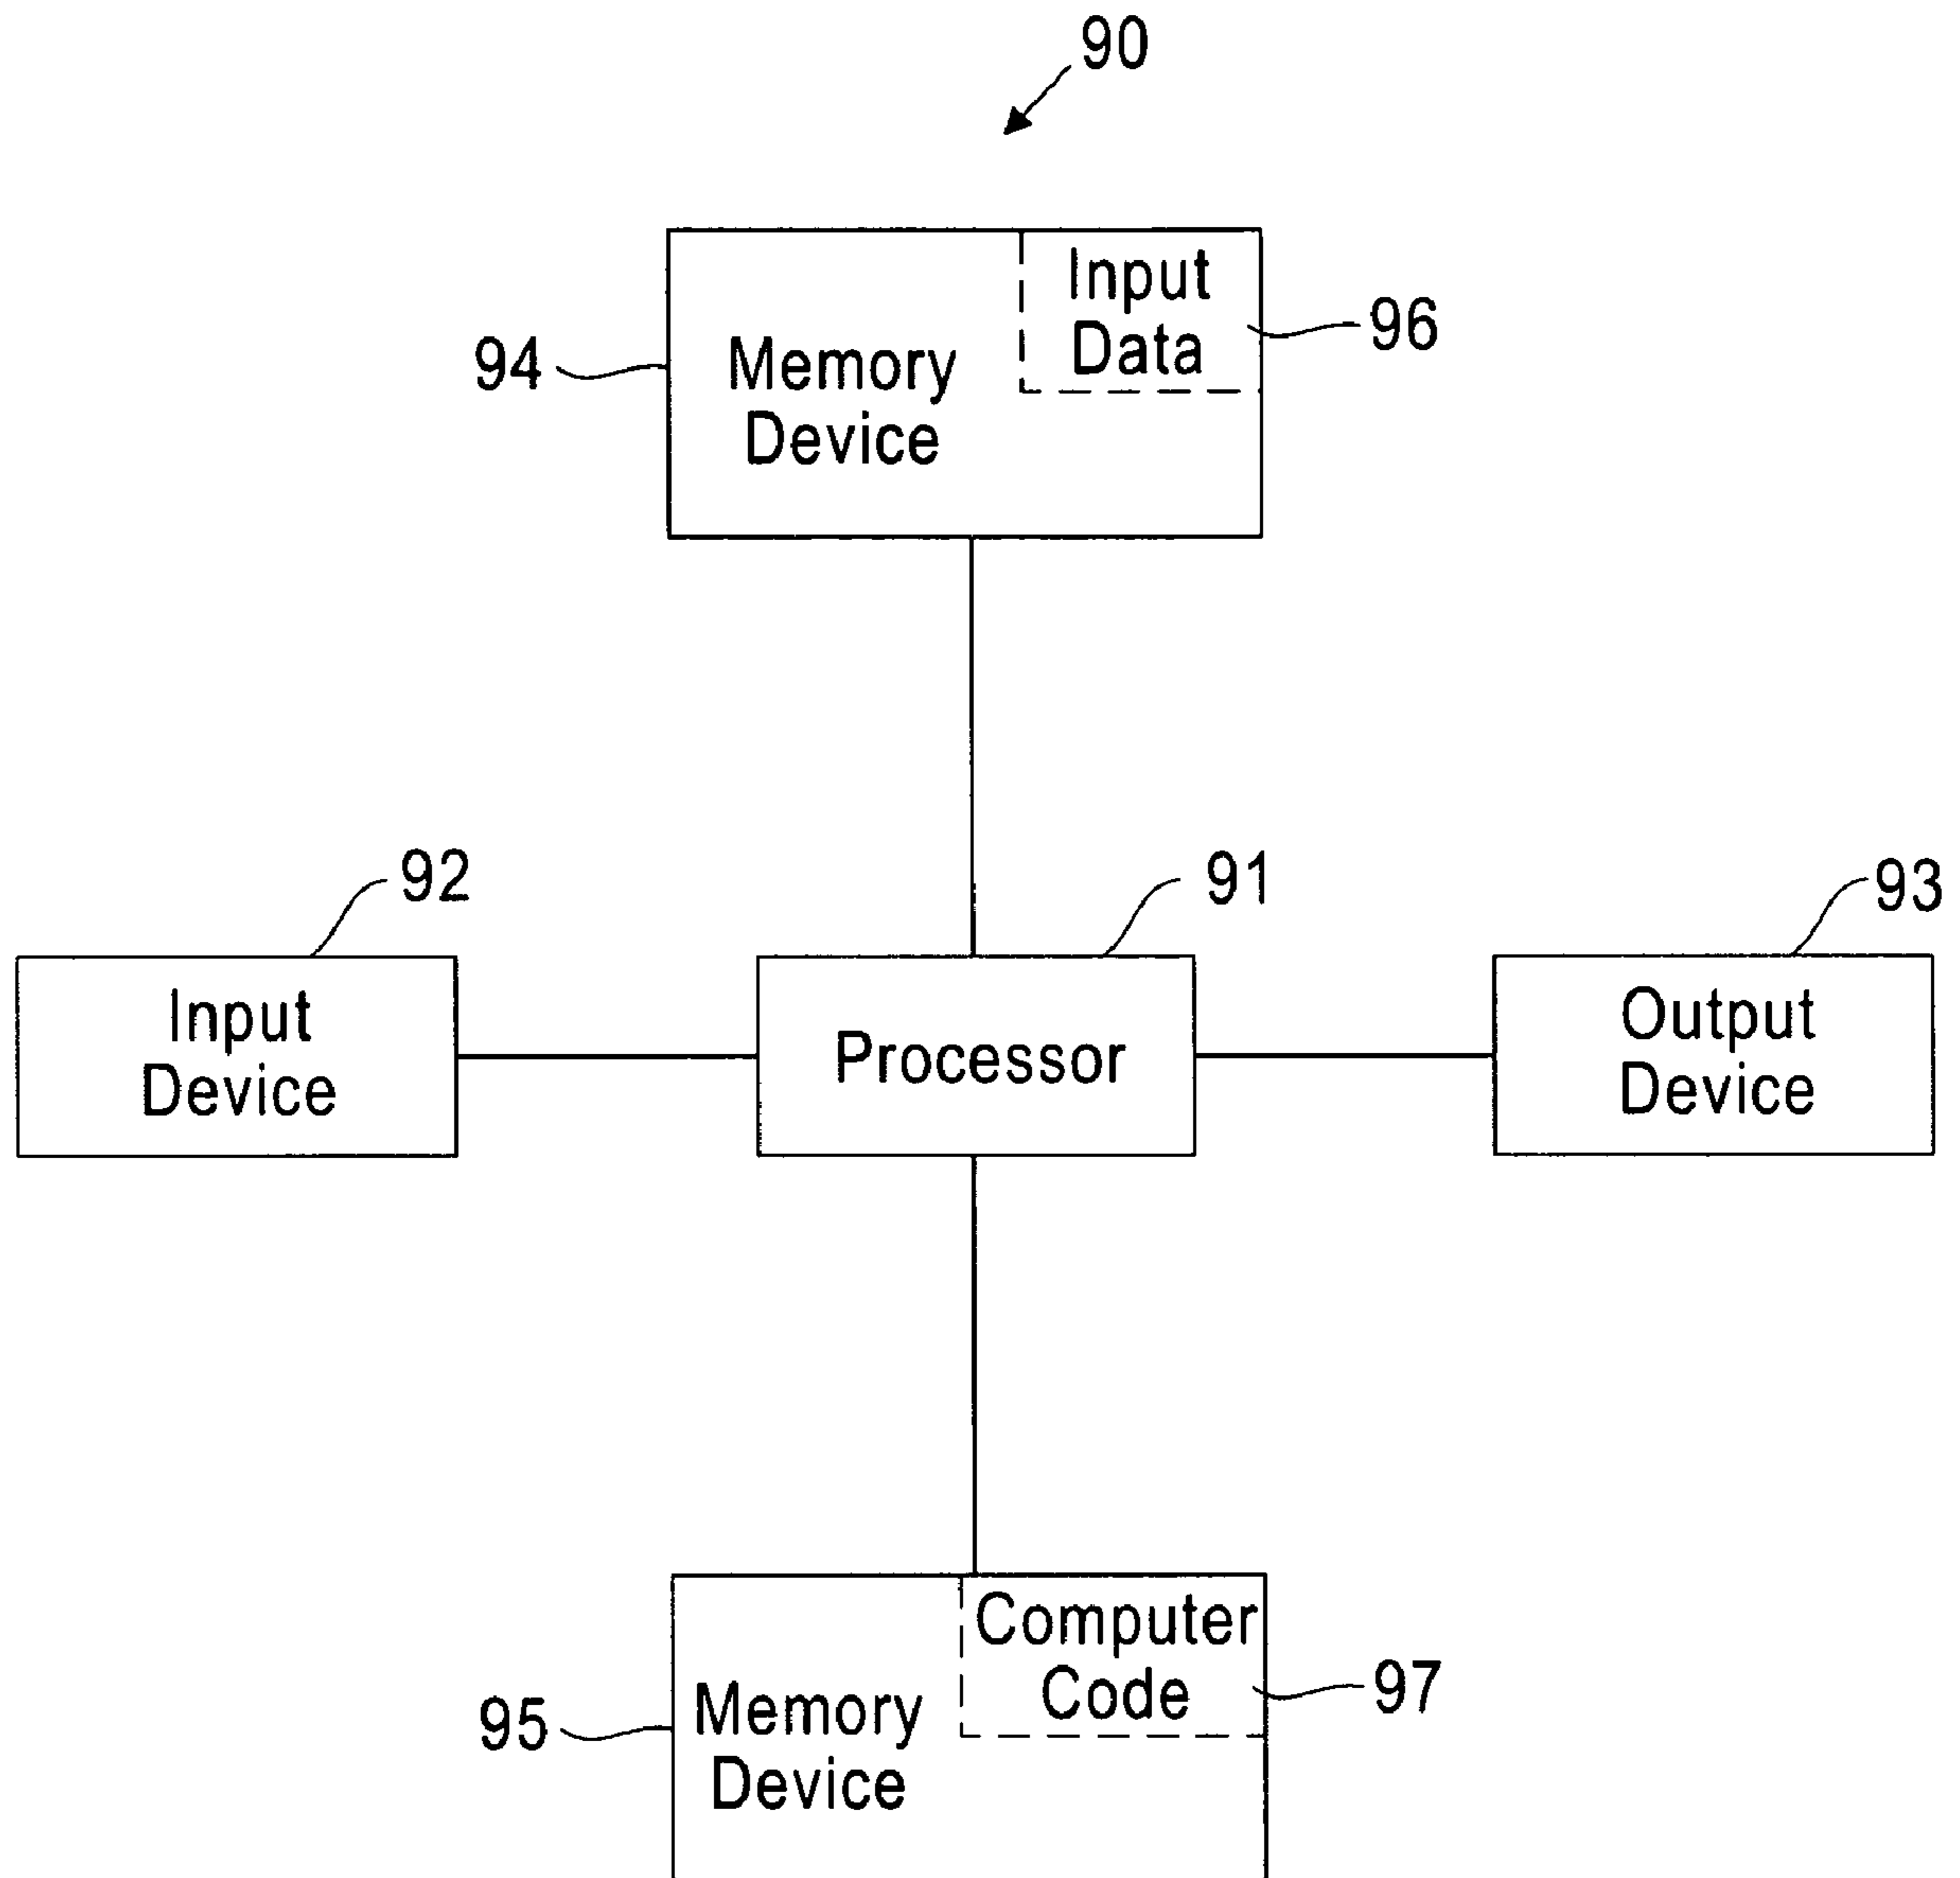 90
Input
Data
96
94
Memory
Device
92
91
93
Input
Device
Processor
Output
Device
Computer
Code
97
95
Memory
Device